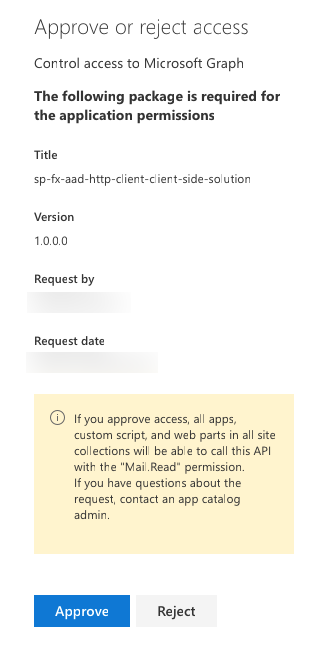 Approve or reject access
Control access to Microsoft Graph
The following package is required for
the application permissions
Title
sp-fx-aad-http-client-client-side-solution
Version
1.0.0.0
Request by
Request date
If you approve access, all apps,
custom script, and web parts in all site
collections will be able to call this API
with the "Mail.Read" permission.
If you have questions about the
request, contact an app catalog
admin.
Approve Reject